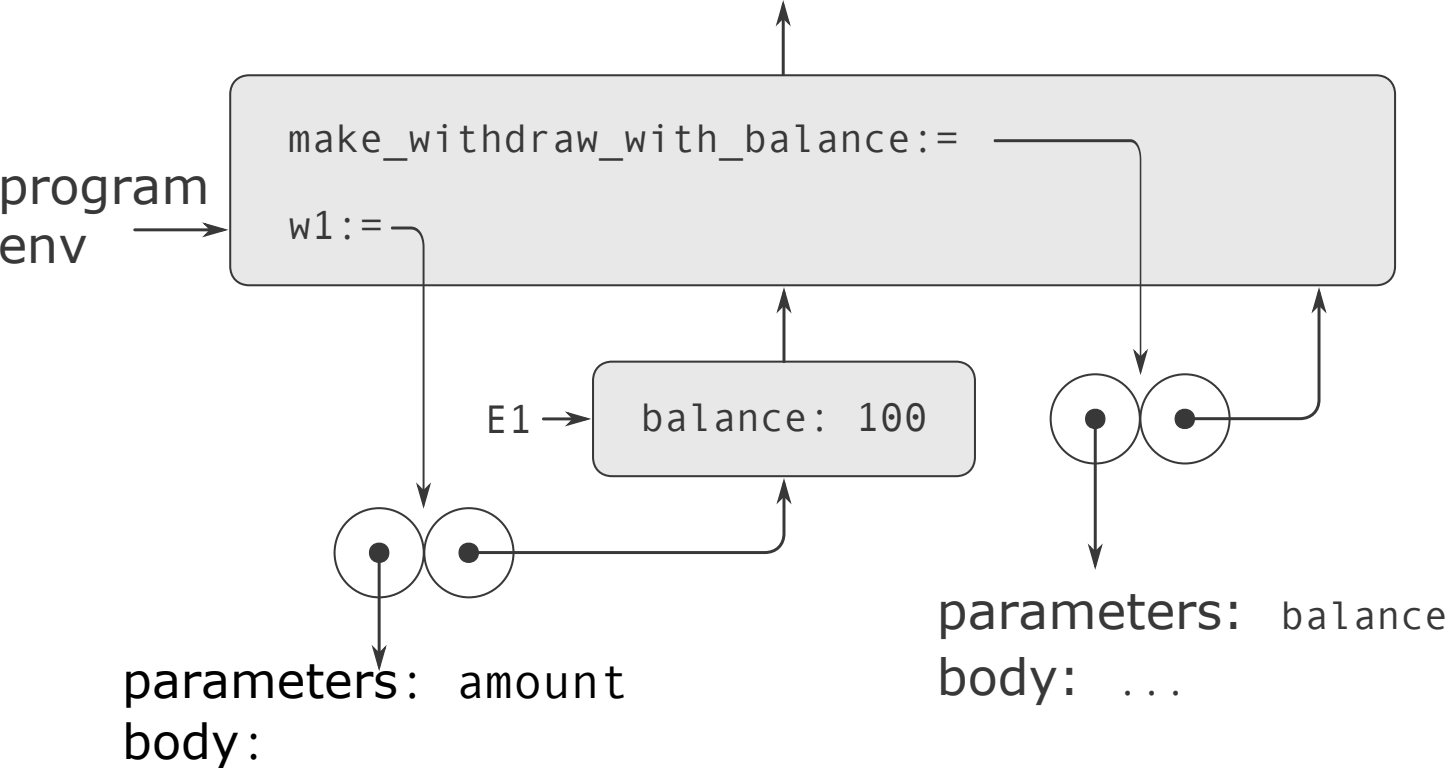 make_withdraw_with_balance:=
program
env
w1:=
E1
balance: 100
parameters: balance
body: ...
parameters: amount
body: